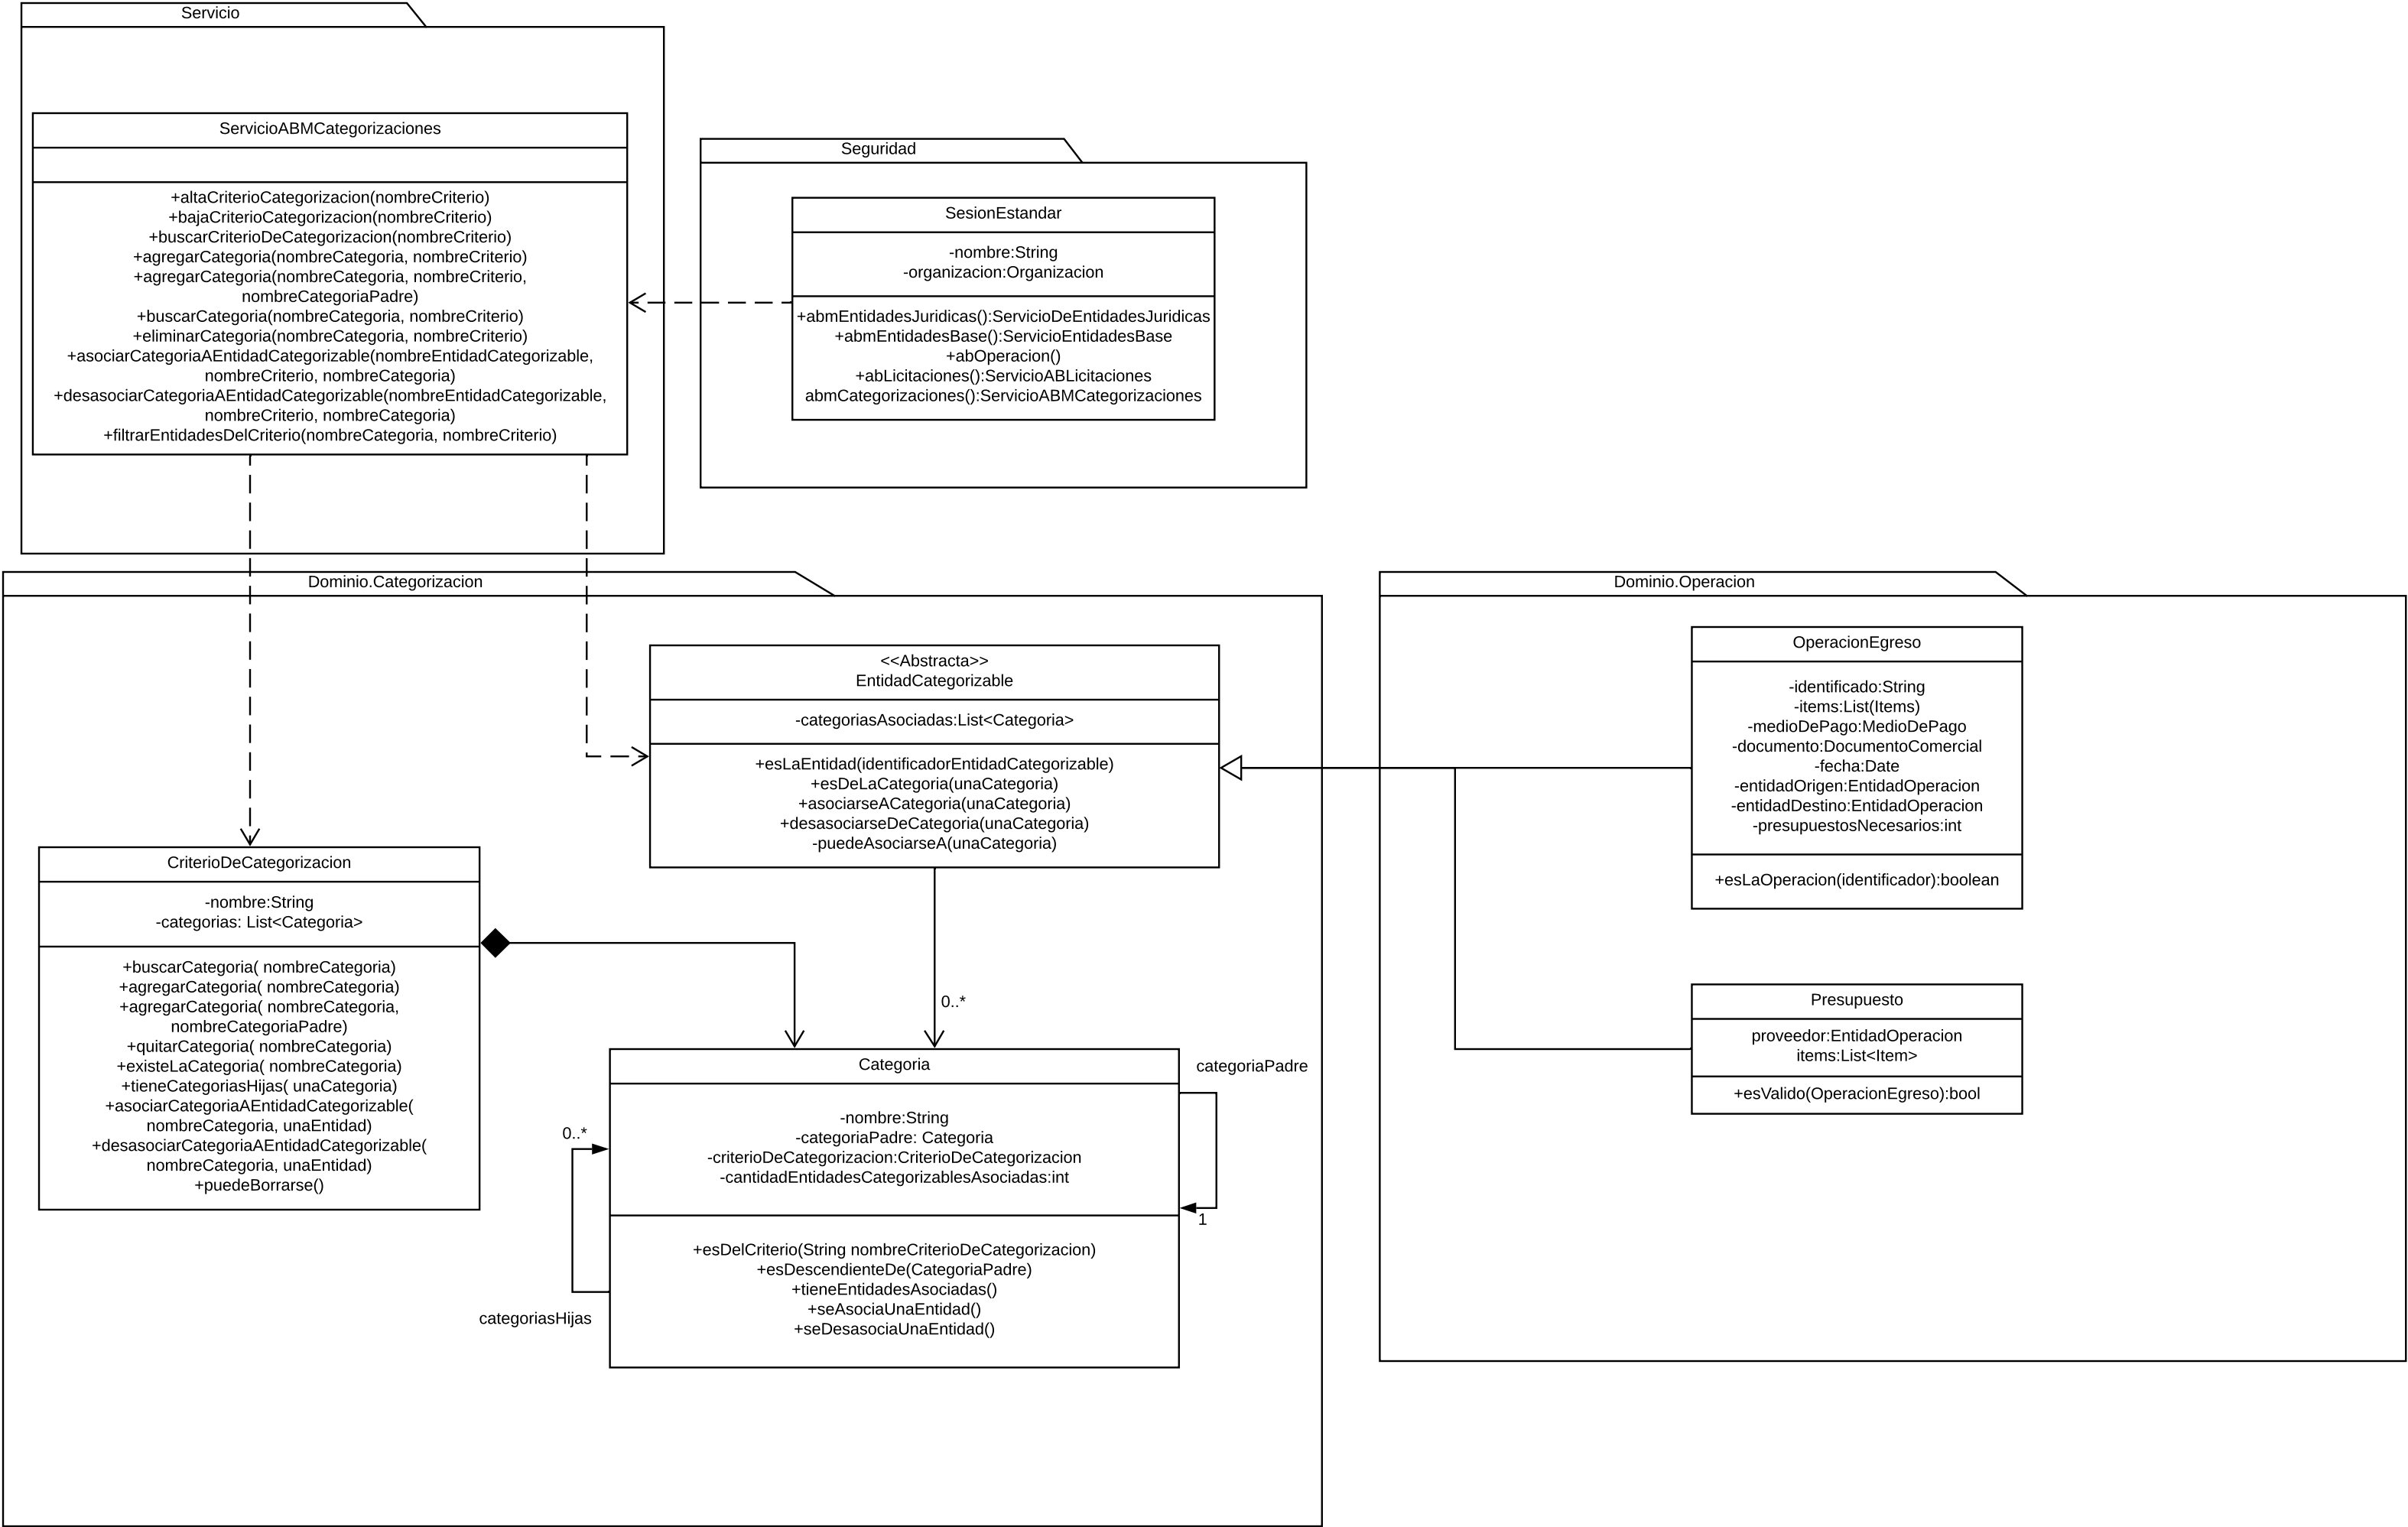 Servicio
ServicioABMCategorizaciones
+altaCriterioCategorizacion(nombreCriterio)
+bajaCriterioCategorizacion(nombreCriterio)
+buscarCriterioDeCategorizacion(nombreCriterio)
+agregarCategoria(nombreCategoria, nombreCriterio)
+agregarCategoria(nombreCategoria, nombreCriterio,
nombreCategoriaPadre)
+buscarCategoria(nombreCategoria, nombreCriterio)
+eliminarCategoria(nombreCategoria, nombreCriterio)
+asociarCategoriaAEntidadCategorizable(nombreEntidadCategorizable,
nombreCriterio, nombreCategoria)
+desasociarCategoriaAEntidadCategorizable(nombreEntidadCategorizable,
nombreCriterio, nombreCategoria)
+filtrarEntidadesDelCriterio(nombreCategoria, nombreCriterio)
Seguridad
SesionEstandar
-nombre:String
-organizacion:Organizacion
+abmEntidadesJuridicas():ServicioDeEntidadesJuridicas
+abmEntidadesBase():ServicioEntidadesBase
+abOperacion()
+abLicitaciones():ServicioABLicitaciones
abmCategorizaciones():ServicioABMCategorizaciones
Dominio.Categorizacion
<<Abstracta>>
EntidadCategorizable
-categoriasAsociadas:List<Categoria>
+esLaEntidad(identificadorEntidadCategorizable)
+esDeLaCategoria(unaCategoria)
+asociarseACategoria(unaCategoria)
+desasociarseDeCategoria(unaCategoria)
-puedeAsociarseA(unaCategoria)
CriterioDeCategorizacion
-nombre:String
-categorias: List<Categoria>
+buscarCategoria( nombreCategoria)
+agregarCategoria( nombreCategoria)
+agregarCategoria( nombreCategoria,
nombreCategoriaPadre)
+quitarCategoria( nombreCategoria)
+existeLaCategoria( nombreCategoria)
+tieneCategoriasHijas( unaCategoria)
+asociarCategoriaAEntidadCategorizable(
nombreCategoria, unaEntidad)
+desasociarCategoriaAEntidadCategorizable(
nombreCategoria, unaEntidad)
+puedeBorrarse()
0..*
Categoria
-nombre:String
-categoriaPadre: Categoria
-criterioDeCategorizacion:CriterioDeCategorizacion
-cantidadEntidadesCategorizablesAsociadas:int
+esDelCriterio(String nombreCriterioDeCategorizacion)
+esDescendienteDe(CategoriaPadre)
+tieneEntidadesAsociadas()
+seAsociaUnaEntidad()
+seDesasociaUnaEntidad()
categoriaPadre
1
0..*
categoriasHijas
Dominio.Operacion
OperacionEgreso
-identificado:String
-items:List(Items)
-medioDePago:MedioDePago
-documento:DocumentoComercial
-fecha:Date
-entidadOrigen:EntidadOperacion
-entidadDestino:EntidadOperacion
-presupuestosNecesarios:int
+esLaOperacion(identificador):boolean
Presupuesto
proveedor:EntidadOperacion
items:List<Item>
+esValido(OperacionEgreso):bool